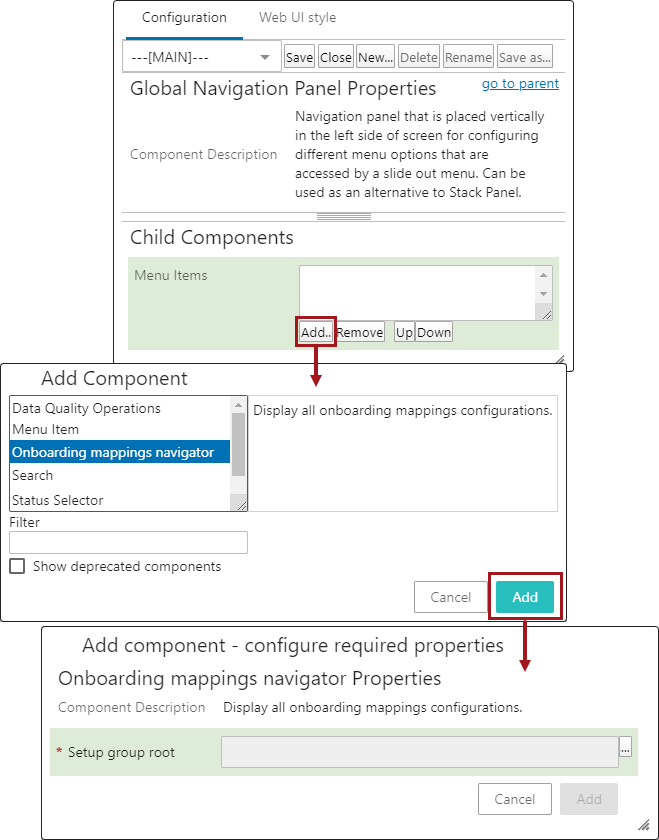 Configuration Web UI style
---[MAIN]--- Save Close New... Delete Rename Save as...
Global Navigation Panel Properties go to parent
Component Description
Navigation panel that is placed vertically
in the left side of screen for configuring
different menu options that are
accessed by a slide out menu. Can be
used as an alternative to Stack Panel.
Child Components
Menu Items
Add.. Remove Up Down
Add Component
Data Quality Operations
Menu Item
Onboarding mappings navigator
Search
Status Selector
Display all onboarding mappings configurations.
Filter
Show deprecated components
Cancel Add
Add component - configure required properties
Onboarding mappings navigator Properties
Component Description Display all onboarding mappings configurations.
* Setup group root ...
Cancel Add